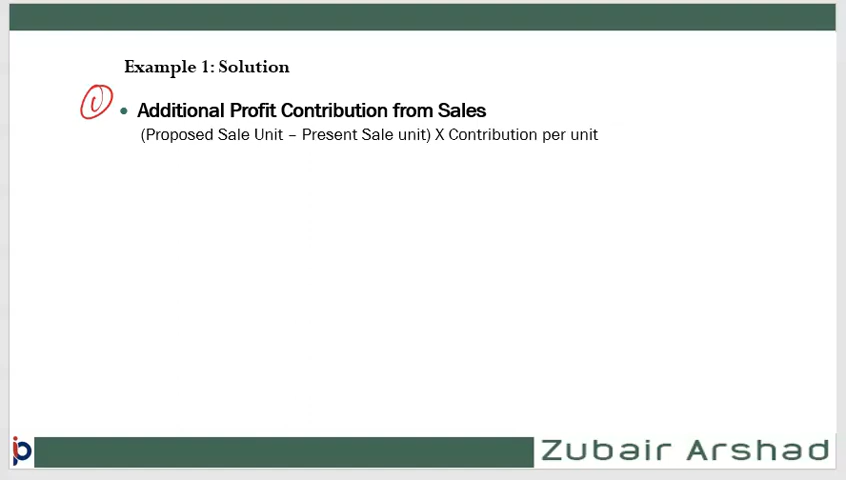 Example 1: Solution
1
• Additional Profit Contribution from Sales
(Proposed Sale Unit – Present Sale unit) X Contribution per unit
Zubair Arshad